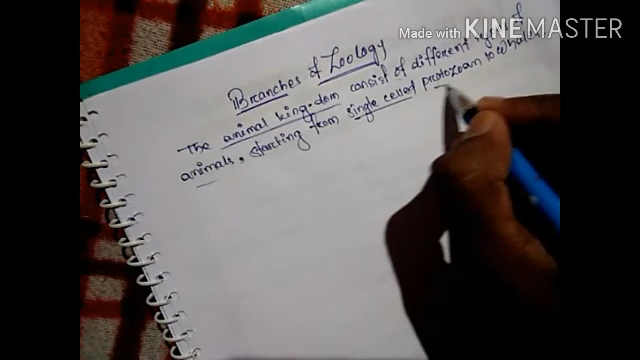 Made with KINEMASTER
Branches of Zoology
The animal king-dom consist of different
animals, starting from single celled protozoan to